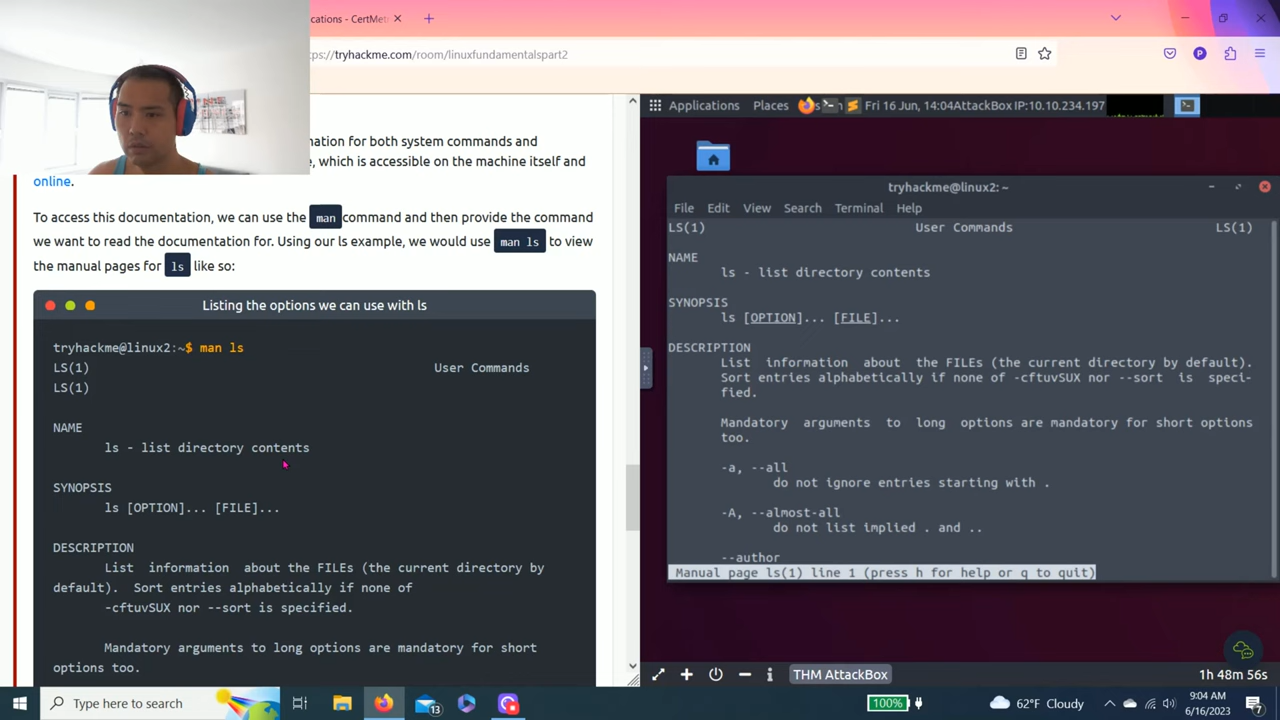 ications - CertMet
ps://tryhackme.com/room/linuxfundamentalspart2
mation for both system commands and
e, which is accessible on the machine itself and
online.
To access this documentation, we can use the man command and then provide the command
we want to read the documentation for. Using our ls example, we would use man ls to view
the manual pages for ls like so:
Listing the options we can use with ls
tryhackme@linux2:~$ man ls
LS(1) User Commands
LS(1)
NAME
ls - list directory contents
SYNOPSIS
ls [OPTION]... [FILE]...
DESCRIPTION
List information about the FILEs (the current directory by
default). Sort entries alphabetically if none of
-cftuvSUX nor --sort is specified.
Mandatory arguments to long options are mandatory for short
options too.
Applications Places Fri 16 Jun, 14:04 AttackBox IP:10.10.234.197
tryhackme@linux2: ~
File Edit View Search Terminal Help
LS(1) User Commands LS(1)
NAME
ls - list directory contents
SYNOPSIS
ls [OPTION]... [FILE]...
DESCRIPTION
List information about the FILEs (the current directory by default).
Sort entries alphabetically if none of -cftuvSUX nor --sort is speci-
fied.
Mandatory arguments to long options are mandatory for short options
too.
-a, --all
do not ignore entries starting with .
-A, --almost-all
do not list implied . and ..
--author
Manual page ls(1) line 1 (press h for help or q to quit)
THM AttackBox 1h 48m 56s
Type here to search 13 100% 62°F Cloudy 9:04 AM
6/16/2023 7